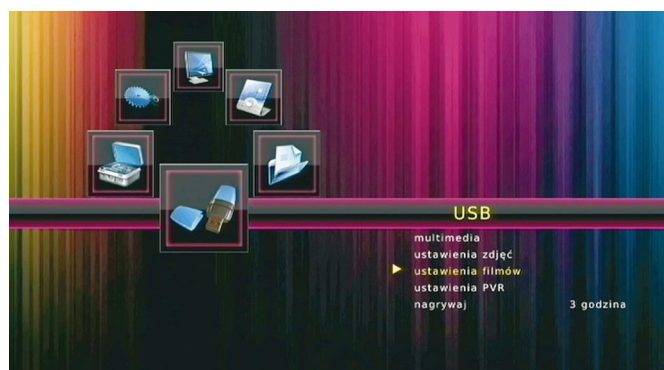 USB
multimedia
ustawienia zdjęć
ustawienia filmów
ustawienia PVR
nagrywaj 3 godzina